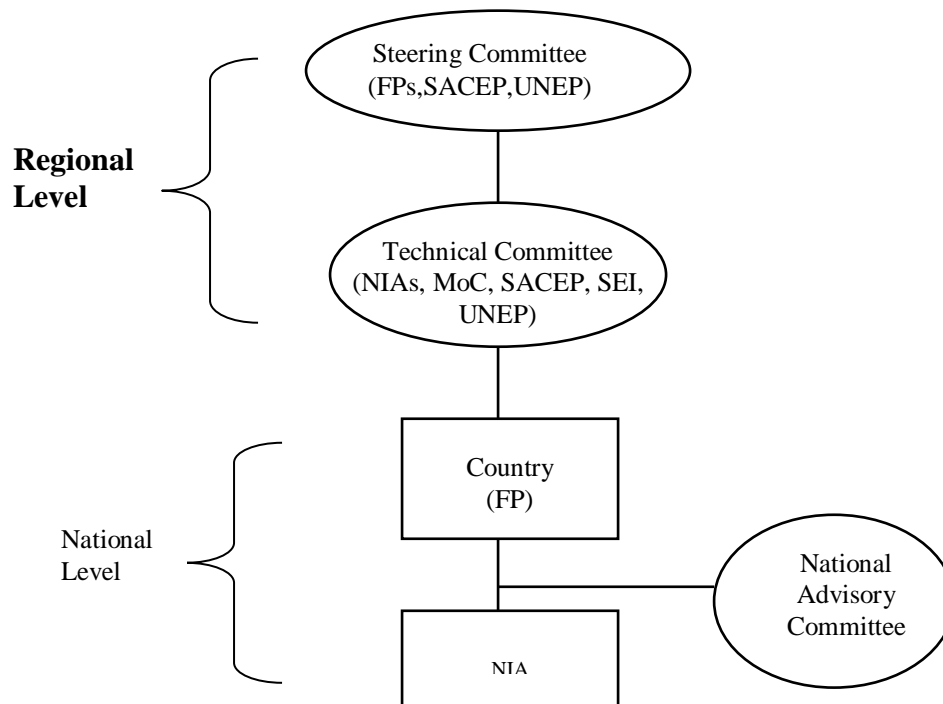 Steering Committee
(FPs,SACEP,UNEP)
Regional
Level
Technical Committee
(NIAs, MoC, SACEP, SEI,
UNEP)
Country
(FP)
National
Level
National
Advisory
Committee
NIA